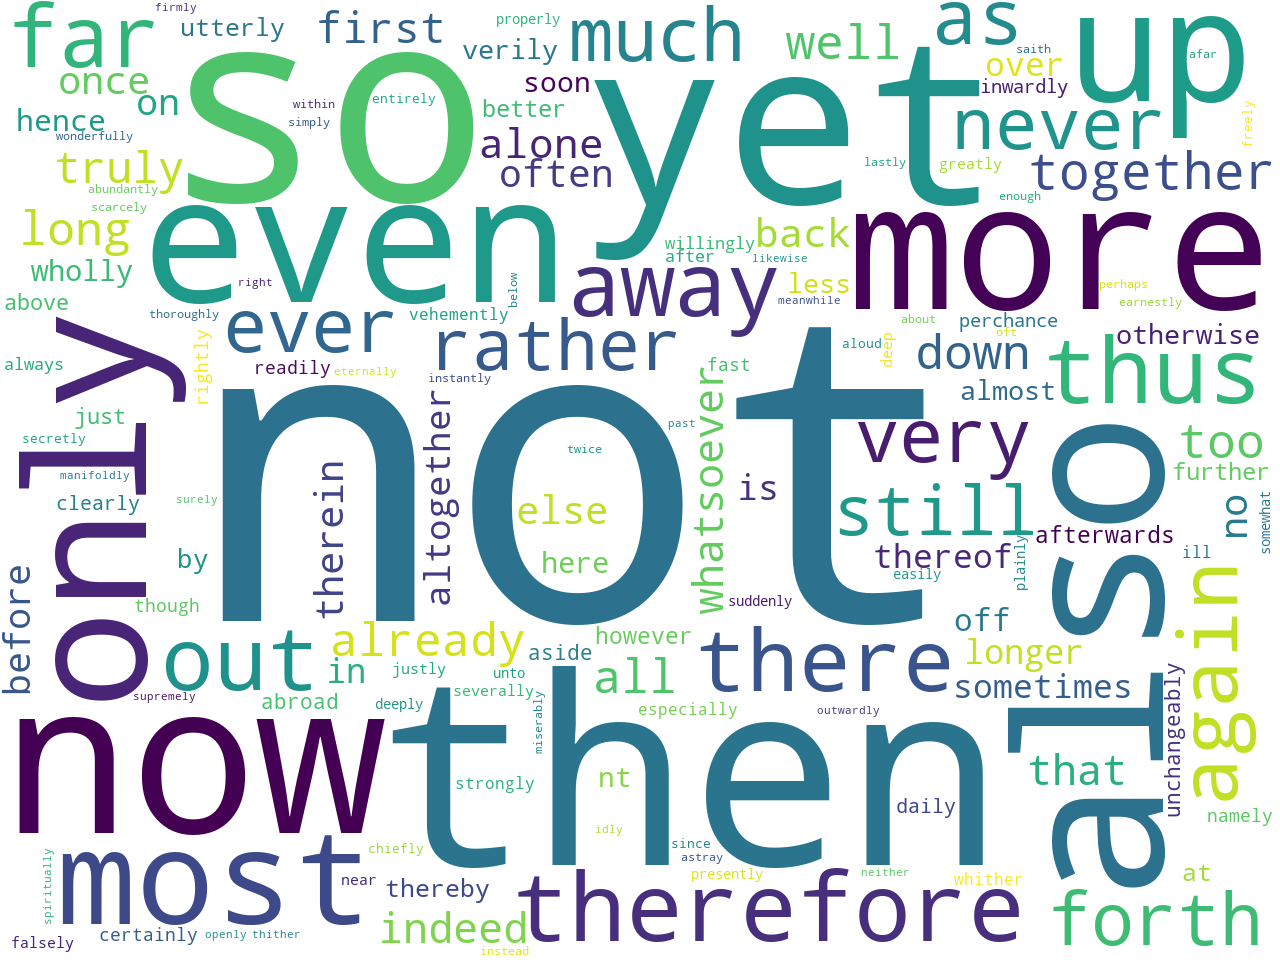 firmly
properly
far
utterly
first
much
well
as
up
so
yet
verily
saith
afar
over
once
soon
inwardly
entirely
within
on
better
hence
simply
never
freely
wonderfully
alone
truly
often
lastly
greatly
together
abundantly
enough
scarcely
even
more
long
back
willingly
after
likewise
wholly
away
right
below
less
perhaps
above
meanwhile
earnestly
thoroughly
vehemently
ever
rather
about
perchance
oft
otherwise
only
aloud
deep
down
thus
always
rightly
readily
eternally
instantly
fast
almost
not
whatsoever
just
altogether
past
very
also
too
secretly
twice
further
manifoldly
therein
is
clearly
surely
else
still
no
somewhat
afterwards
by
here
thereof
plainly
ill
easily
before
though
suddenly
again
out
already
however
there
off
in
aside
longer
justly
unto
all
sometimes
unchangeably
supremely
abroad
deeply
severally
miserably
especially
outwardly
now
then
that
strongly
nt
daily
namely
idly
since
astray
most
chiefly
spiritually
near
thereby
presently
neither
whither
at
therefore
forth
indeed
certainly
openly
thither
falsely
instead